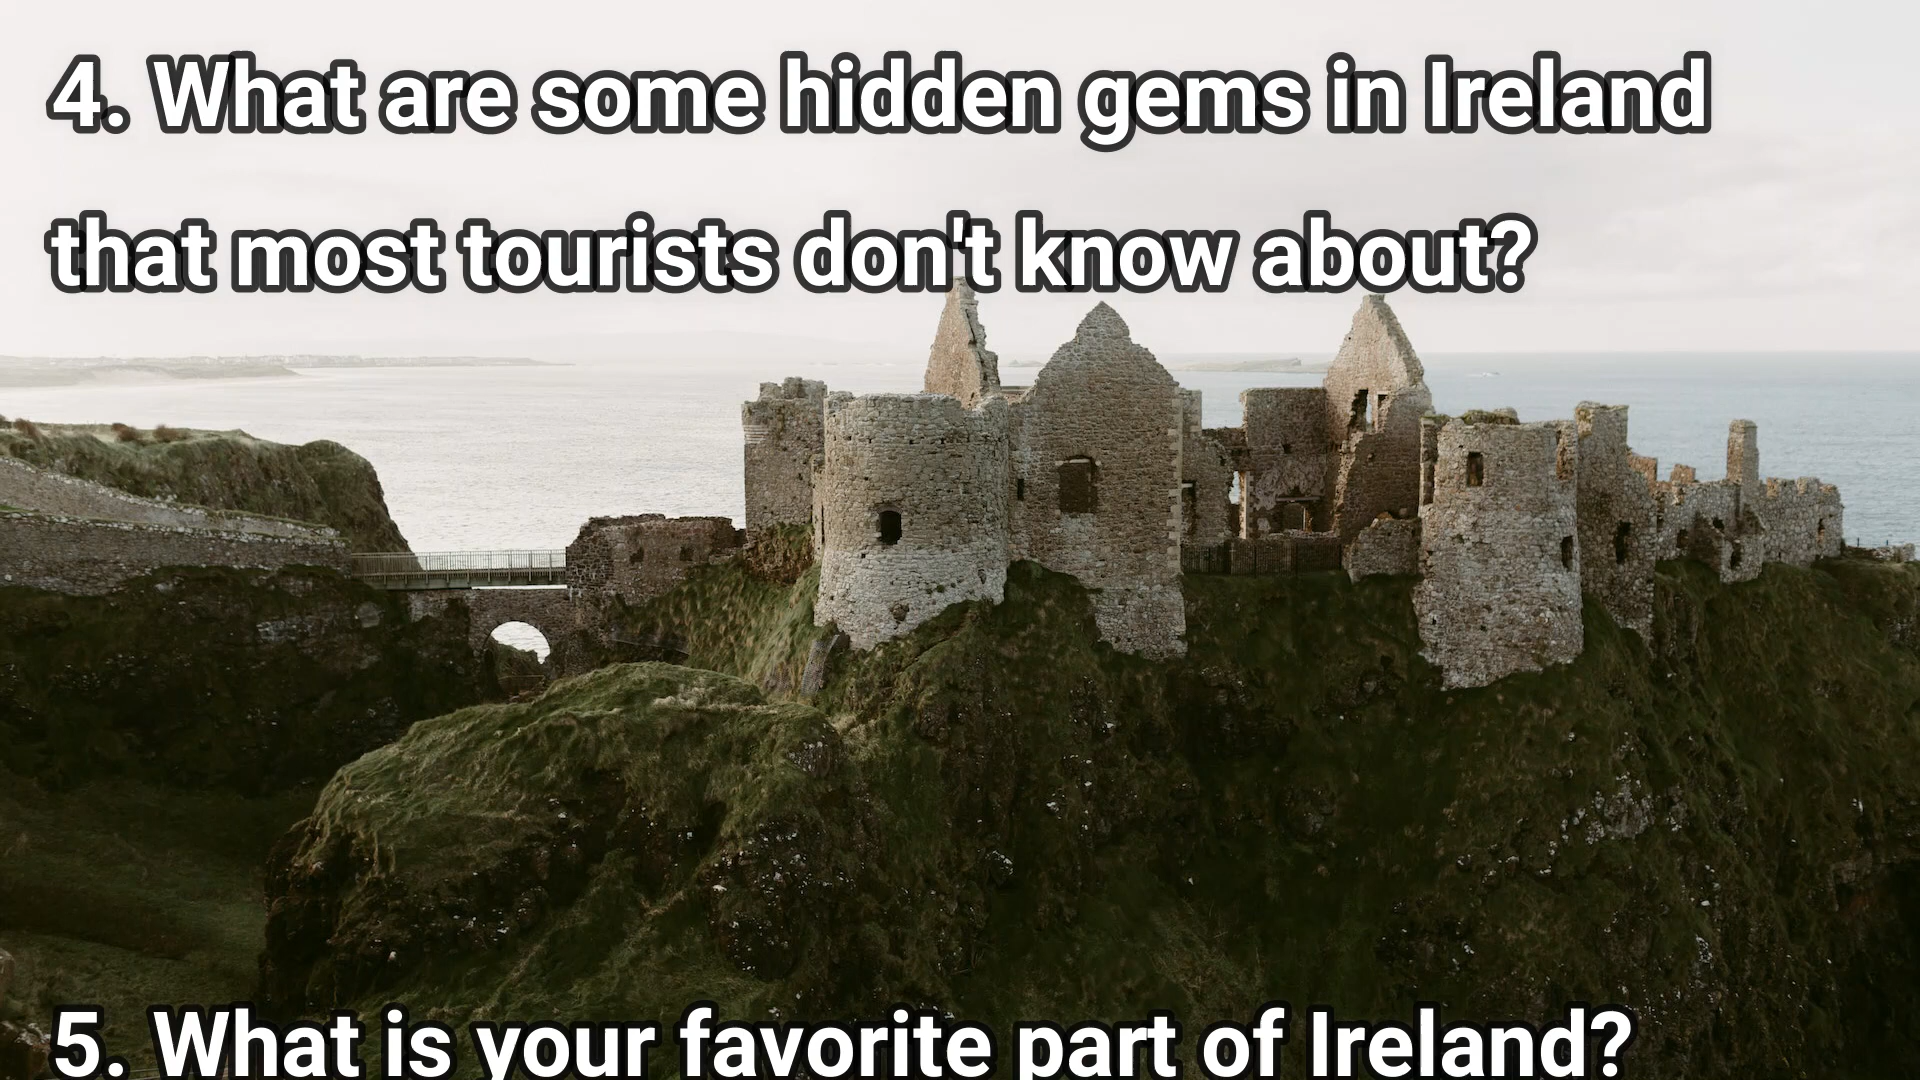 4. What are some hidden gems in Ireland
that most tourists don't know about?
5. What is your favorite part of Ireland?